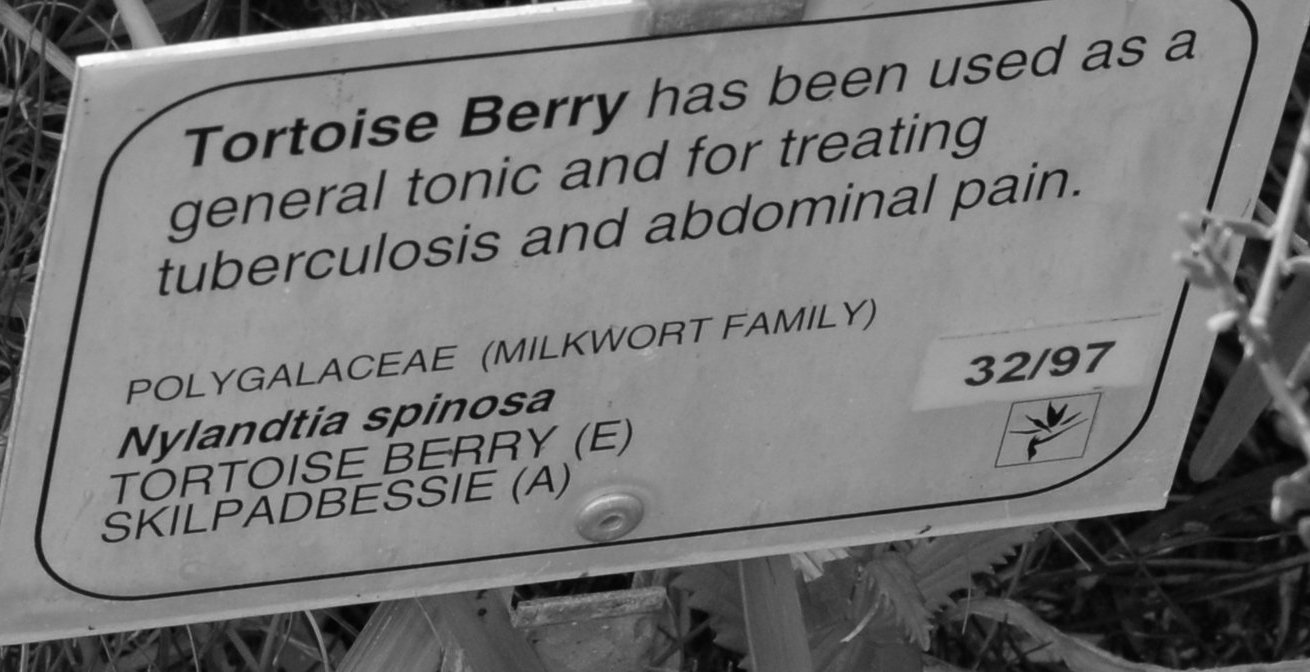 Tortoise Berry has been used as a
general tonic and for treating
tuberculosis and abdominal pain.
POLYGALACEAE (MILKWORT FAMILY)
32/97
Nylandtia spinosa
TORTOISE BERRY (E)
SKILPADBESSIE (A)